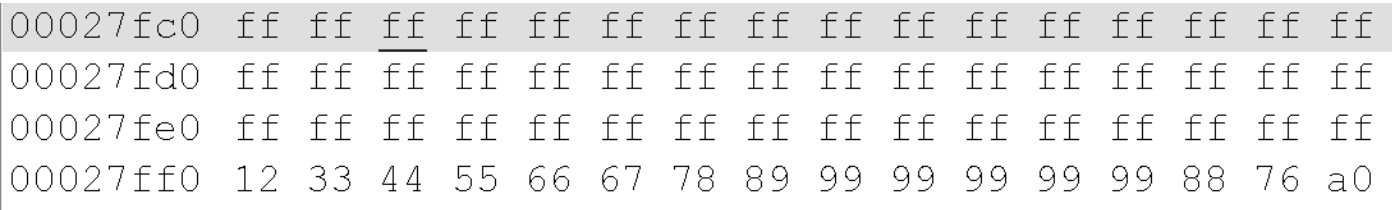 00027fc0 ff ff ff ff ff ff ff ff ff ff ff ff ff ff ff ff
00027fd0 ff ff ff ff ff ff ff ff ff ff ff ff ff ff ff ff
00027fe0 ff ff ff ff ff ff ff ff ff ff ff ff ff ff ff ff
00027ff0 12 33 44 55 66 67 78 89 99 99 99 99 99 88 76 a0